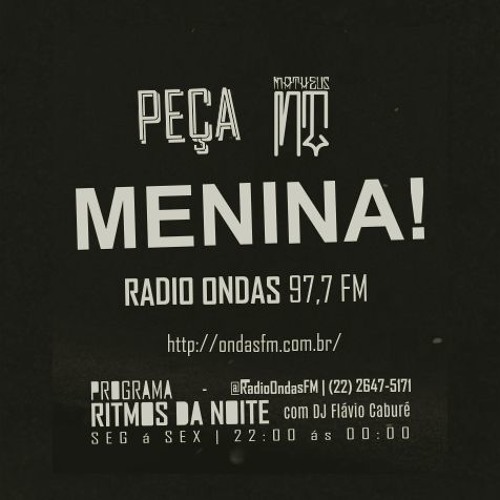 PEÇA MATHEUS MT
MENINA!
RADIO ONDAS 97,7 FM
http://ondasfm.com.br/
PROGRAMA - @RadioOndasFM | (22) 2647-5171
RITMOS DA NOITE com DJ Flávio Caburé
SEG á SEX | 22:00 ás 00:00